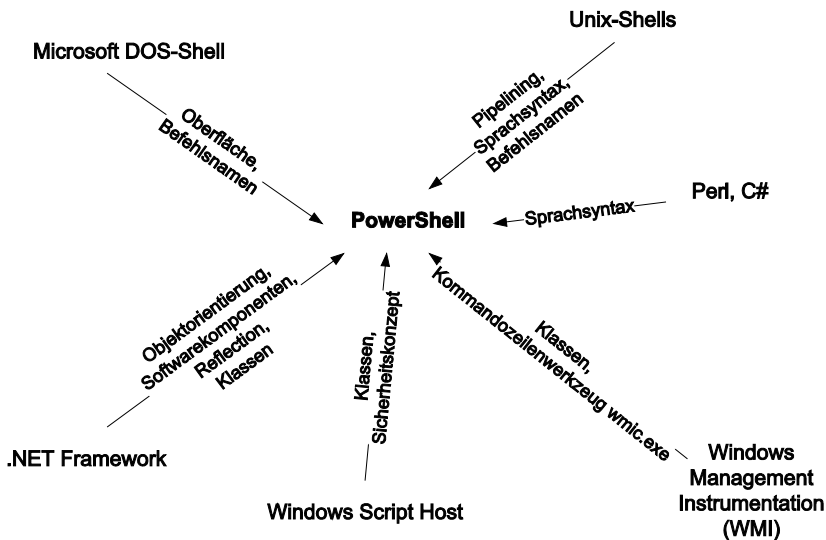 Unix-Shells
Microsoft DOS-Shell
Oberfläche,
Befehlsnamen
Pipelining,
Sprachsyntax,
Befehlsnamen
Perl, C#
Sprachsyntax
PowerShell
Objektorientierung,
Softwarekomponenten,
Reflection,
Klassen
Klassen,
Sicherheitskonzept
Klassen,
Kommandozeilenwerkzeug wmic.exe
.NET Framework
Windows Script Host
Windows
Management
Instrumentation
(WMI)